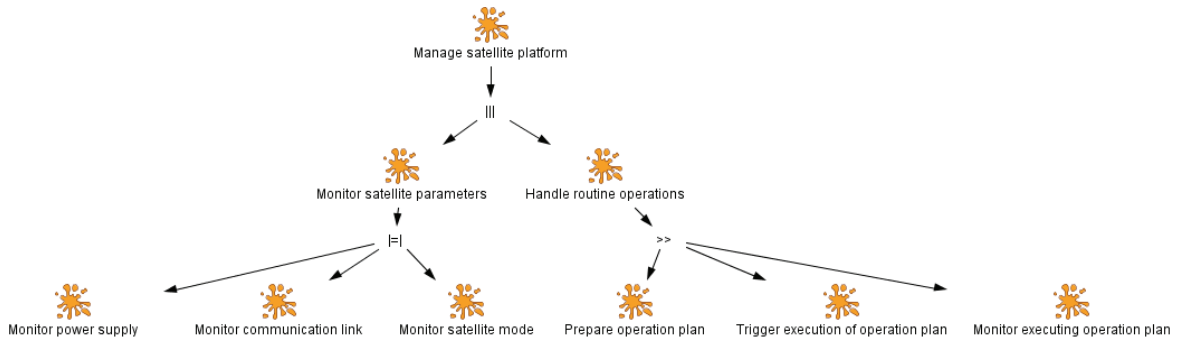 Manage satellite platform
|||
Monitor satellite parameters
Handle routine operations
|=|
>>
Monitor power supply
Monitor communication link
Monitor satellite mode
Prepare operation plan
Trigger execution of operation plan
Monitor executing operation plan